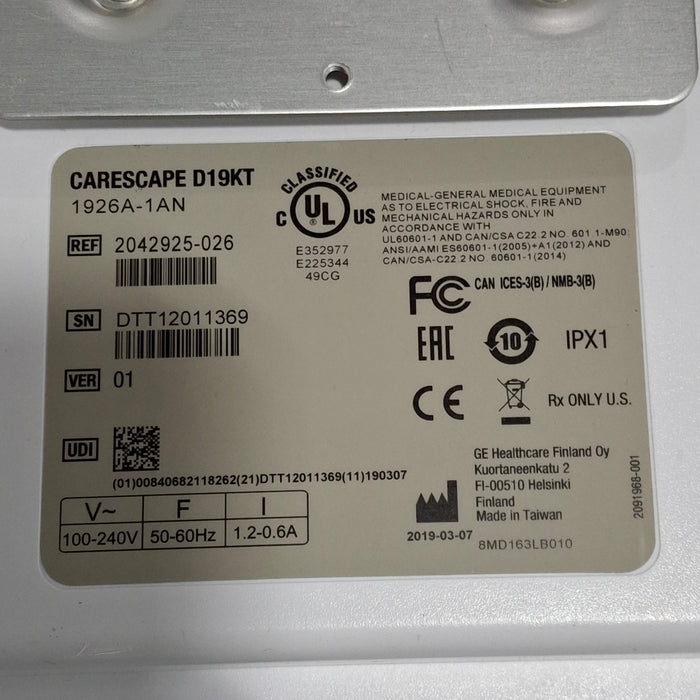 CARESCAPE D19KT
1926A-1AN
REF 2042925-026
SN DTT12011369
VER 01
UDI
(01)00840682118262(21)DTT12011369(11)190307
V~ F I
100-240V 50-60Hz 1.2-0.6A
CLASSIFIED
C UL US
®
E352977
E225344
49CG
MEDICAL-GENERAL MEDICAL EQUIPMENT
AS TO ELECTRICAL SHOCK, FIRE AND
MECHANICAL HAZARDS ONLY IN
ACCORDANCE WITH
UL60601-1 AND CAN/CSA C22.2 NO. 601.1-M90
ANSI/AAMI ES60601-1(2005)+A1(2012) AND
CAN/CSA-C22.2 NO. 60601-1(2014)
FC CAN ICES-3(B) / NMB-3(B)
EAC 10 IPX1
CE Rx ONLY U.S.
GE Healthcare Finland Oy
Kuortaneenkatu 2
FI-00510 Helsinki
Finland
Made in Taiwan
2019-03-07
8MD163LB010
2091968-001